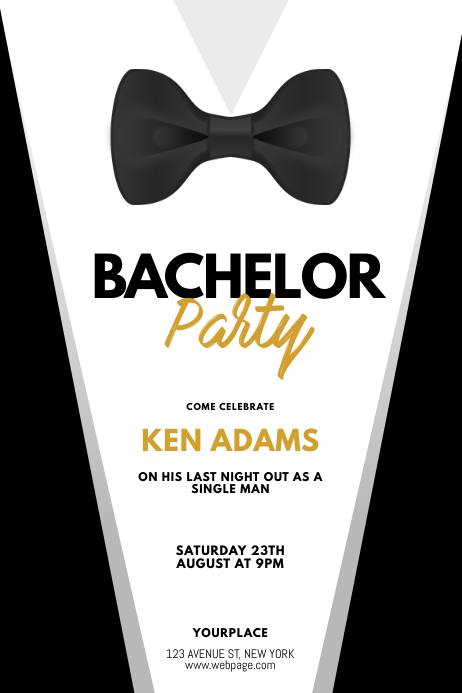 BACHELOR
Party
COME CELEBRATE
KEN ADAMS
ON HIS LAST NIGHT OUT AS A
SINGLE MAN
SATURDAY 23TH
AUGUST AT 9PM
YOURPLACE
123 AVENUE ST, NEW YORK
www.webpage.com